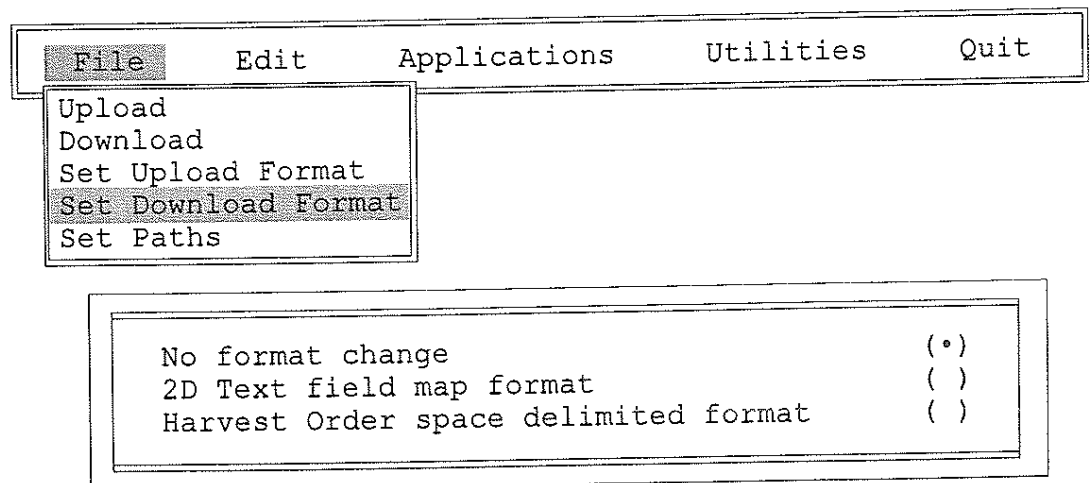 File Edit Applications Utilities Quit
Upload
Download
Set Upload Format
Set Download Format
Set Paths
No format change (•)
2D Text field map format ( )
Harvest Order space delimited format ( )